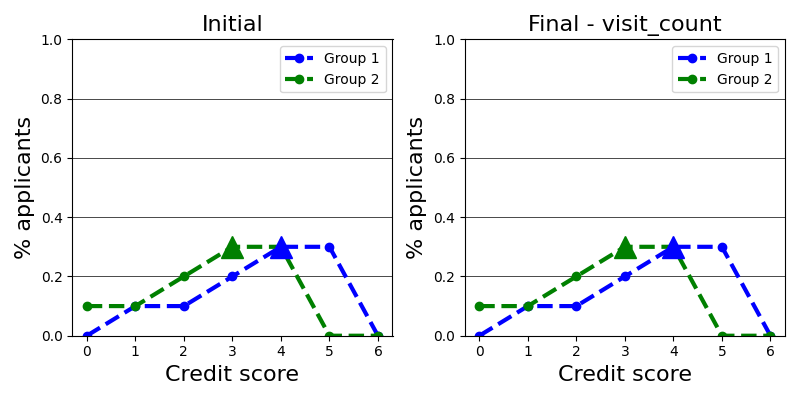 Initial
1.0
0.8
0.6
0.4
0.2
0.0
% applicants
Group 1
Group 2
0 1 2 3 4 5 6
Credit score
Final - visit_count
1.0
0.8
0.6
0.4
0.2
0.0
% applicants
Group 1
Group 2
0 1 2 3 4 5 6
Credit score